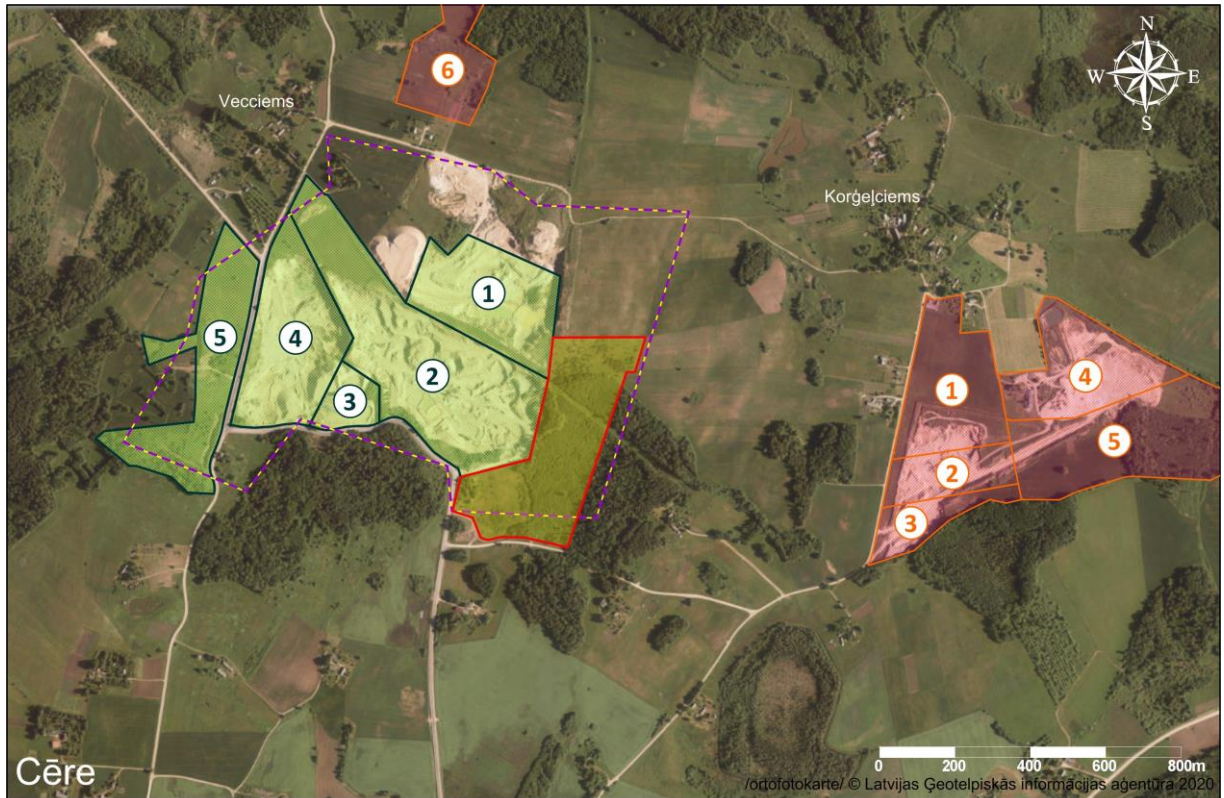 N
W E
S
6
Vecciems
Korģeļciems
1
5
4
2
3
1
4
5
2
3
0 200 400 600 800m
Cēre
/ortofotokarte/ © Latvijas Ģeotelpiskās informācijas aģentūra 2020